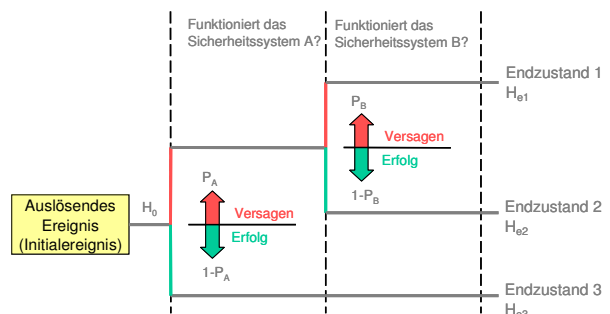 Funktioniert das
Sicherheitssystem A?
Funktioniert das
Sicherheitssystem B?
Endzustand 1
He1
PB
Versagen
Erfolg
1-PB
PA
Auslösendes
Ereignis
(Initialereignis)
H0
Versagen
Erfolg
1-PA
Endzustand 2
He2
Endzustand 3
He3